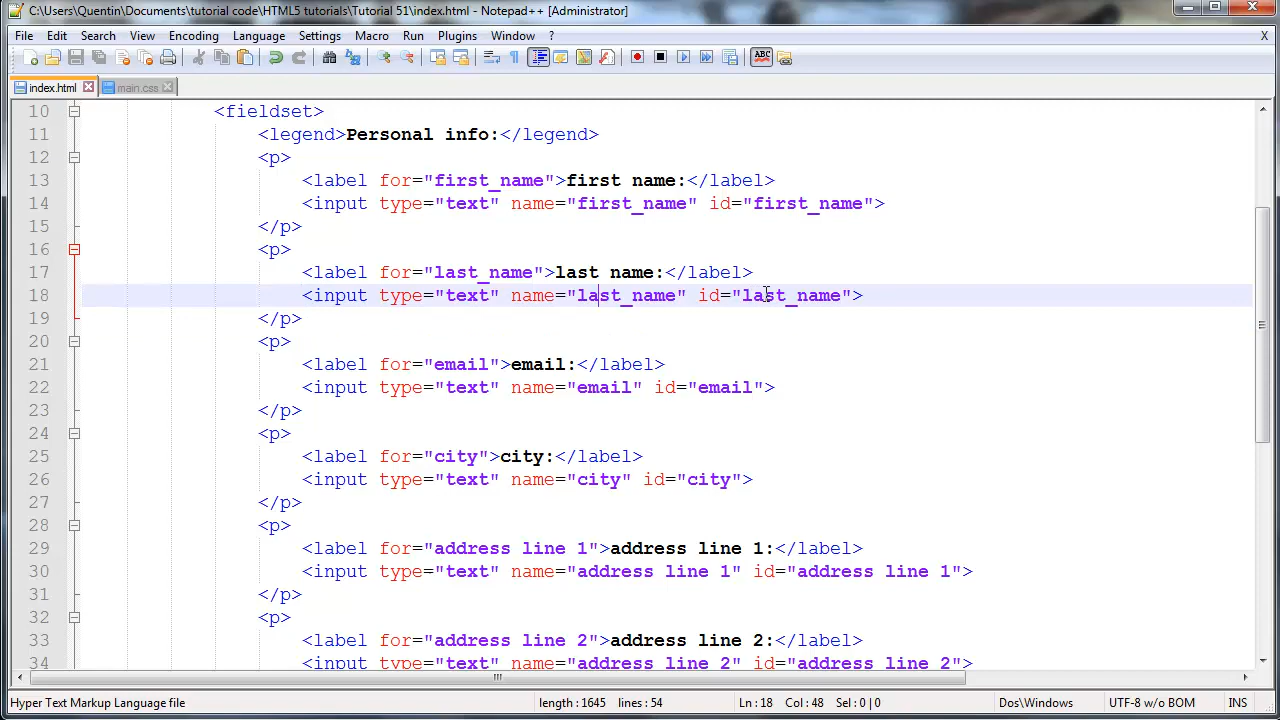 C:\Users\Quentin\Documents\tutorial code\HTML5 tutorials\Tutorial 51\index.html - Notepad++ [Administrator]
File Edit Search View Encoding Language Settings Macro Run Plugins Window ? X
ABC
index.html main.css
10 <fieldset>
11 <legend>Personal info:</legend>
12 <p>
13 <label for="first_name">first name:</label>
14 <input type="text" name="first_name" id="first_name">
15 </p>
16 <p>
17 <label for="last_name">last name:</label>
18 <input type="text" name="last_name" id="last_name">
19 </p>
20 <p>
21 <label for="email">email:</label>
22 <input type="text" name="email" id="email">
23 </p>
24 <p>
25 <label for="city">city:</label>
26 <input type="text" name="city" id="city">
27 </p>
28 <p>
29 <label for="address line 1">address line 1:</label>
30 <input type="text" name="address line 1" id="address line 1">
31 </p>
32 <p>
33 <label for="address line 2">address line 2:</label>
34 <input type="text" name="address line 2" id="address line 2">
Hyper Text Markup Language file length : 1645 lines : 54 Ln : 18 Col : 48 Sel : 0 | 0 Dos\Windows UTF-8 w/o BOM INS